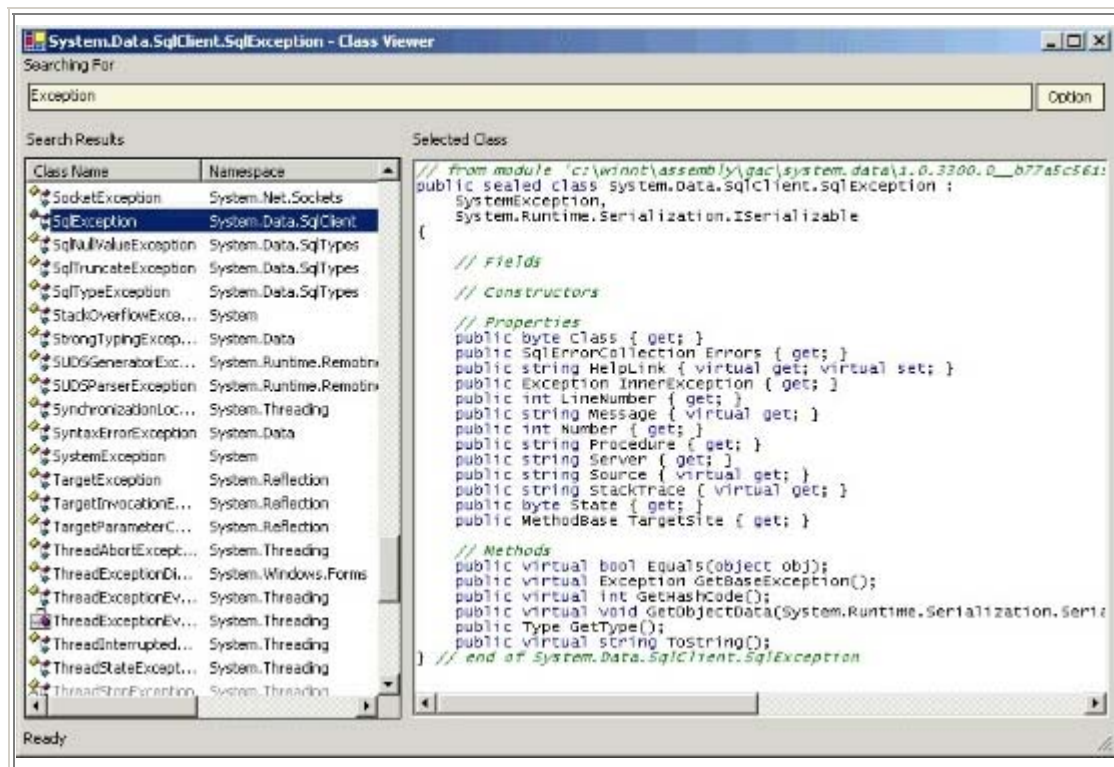 System.Data.SqlClient.SqlException - Class Viewer
Searching For
Exception
Option
Search Results
Selected Class
Class Name Namespace
SocketException System.Net.Sockets
SqlException System.Data.SqlClient
SqlNullValueException System.Data.SqlTypes
SqlTruncateException System.Data.SqlTypes
SqlTypeException System.Data.SqlTypes
StackOverflowExce... System
StrongTypingExcep... System.Data
SUDSGeneratorExc... System.Runtime.Remotin
SUDSParserException System.Runtime.Remotin
SynchronizationLoc... System.Threading
SyntaxErrorException System.Data
SystemException System
TargetException System.Reflection
TargetInvocationE... System.Reflection
TargetParameterC... System.Reflection
ThreadAbortExcept... System.Threading
ThreadExceptionDi... System.Windows.Forms
ThreadExceptionEv... System.Threading
ThreadExceptionEv... System.Threading
ThreadInterrupted... System.Threading
ThreadStateExcept... System.Threading
ThreadStopException System.Threading
// from module 'c:\winnt\assembly\gac\system.data\1.0.3300.0__b77a5c561
public sealed class System.Data.SqlClient.SqlException :
SystemException,
System.Runtime.Serialization.ISerializable
{
// Fields
// Constructors
// Properties
public byte Class { get; }
public SqlErrorCollection Errors { get; }
public string HelpLink { virtual get; virtual set; }
public Exception InnerException { get; }
public int LineNumber { get; }
public string Message { virtual get; }
public int Number { get; }
public string Procedure { get; }
public string Server { get; }
public string Source { virtual get; }
public string StackTrace { virtual get; }
public byte State { get; }
public MethodBase TargetSite { get; }
// Methods
public virtual bool Equals(object obj);
public virtual Exception GetBaseException();
public virtual int GetHashCode();
public virtual void GetObjectData(System.Runtime.Serialization.Seria
public Type GetType();
public virtual string ToString();
} // end of System.Data.SqlClient.SqlException
Ready